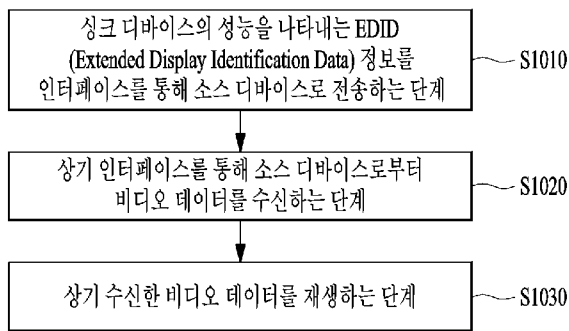 싱크 디바이스의 성능을 나타내는 EDID
(Extended Display Identification Data) 정보를
인터페이스를 통해 소스 디바이스로 전송하는 단계
S1010
상기 인터페이스를 통해 소스 디바이스로부터
비디오 데이터를 수신하는 단계
S1020
상기 수신한 비디오 데이터를 재생하는 단계
S1030